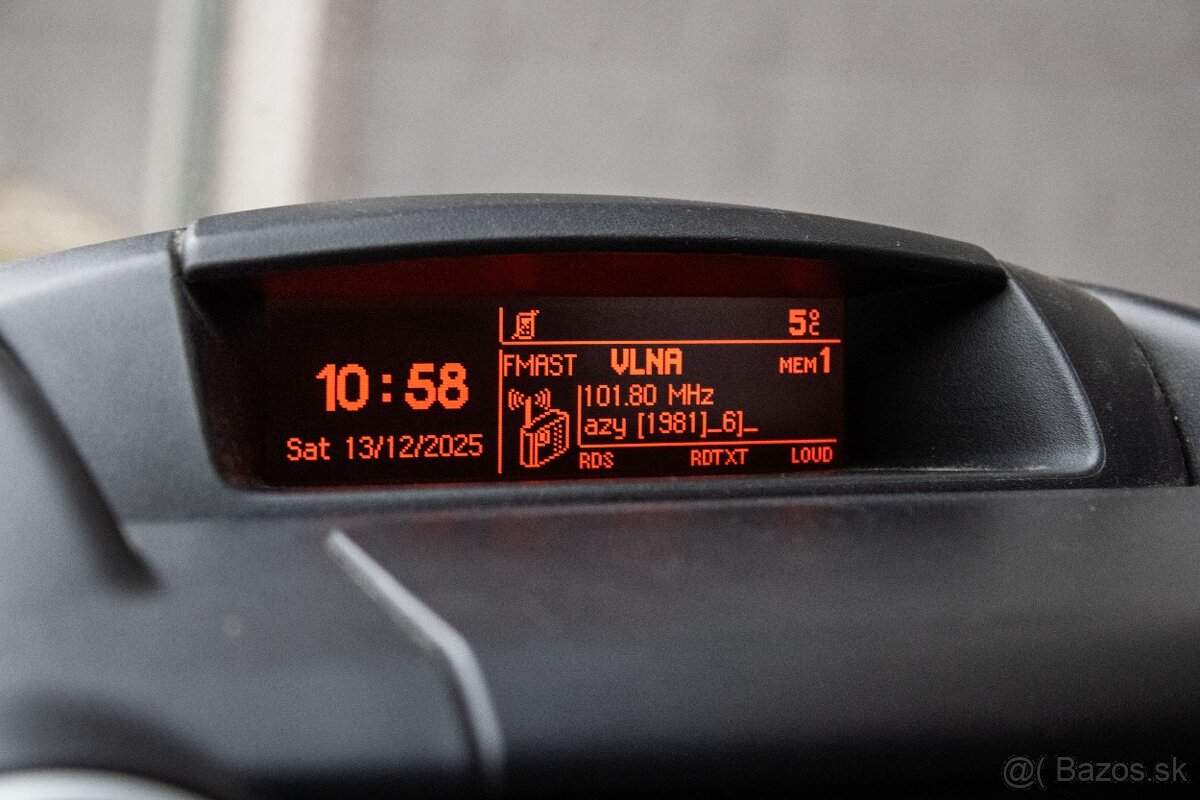 10:58
Sat 13/12/2025
5°C
FMAST VLNA MEM1
101.80 MHz
azy [1981]_6]_
RDS RDTXT LOUD
@( Bazos.sk